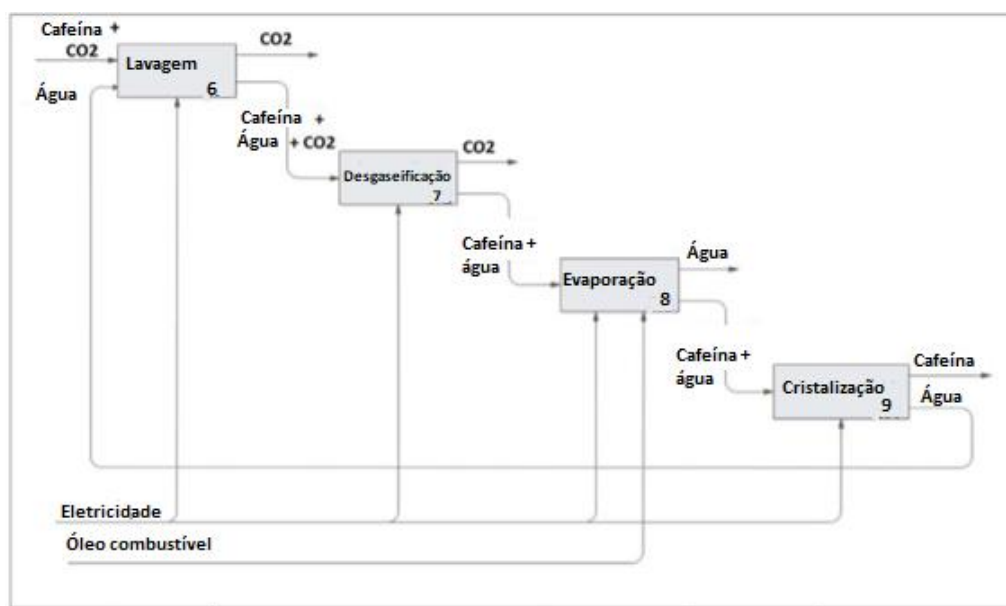 Cafeína +
CO2
CO2
Lavagem
6
Água
Cafeína +
Água + CO2
CO2
Desgaseificação
7
Cafeína +
água
Água
Evaporação
8
Cafeína +
água
Cafeína
Cristalização
9
Água
Eletricidade
Óleo combustível